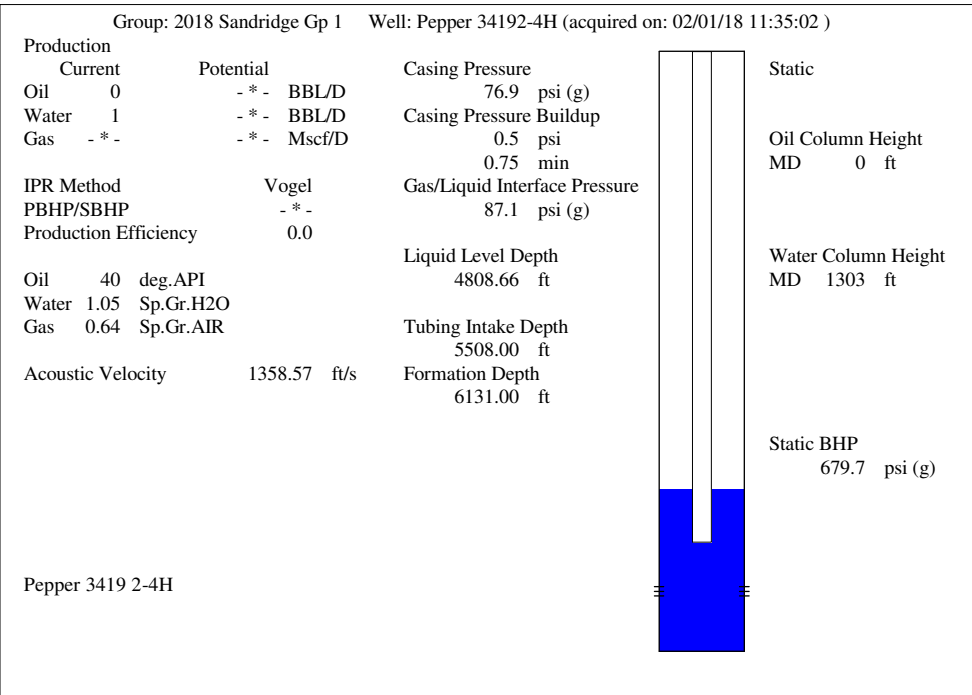 Group: 2018 Sandridge Gp 1 Well: Pepper 34192-4H (acquired on: 02/01/18 11:35:02 )
Production
Current Potential
Oil 0 - * - BBL/D
Water 1 - * - BBL/D
Gas - * - - * - Mscf/D
IPR Method Vogel
PBHP/SBHP - * -
Production Efficiency 0.0
Oil 40 deg.API
Water 1.05 Sp.Gr.H2O
Gas 0.64 Sp.Gr.AIR
Acoustic Velocity 1358.57 ft/s
Casing Pressure
76.9 psi (g)
Casing Pressure Buildup
0.5 psi
0.75 min
Gas/Liquid Interface Pressure
87.1 psi (g)
Liquid Level Depth
4808.66 ft
Tubing Intake Depth
5508.00 ft
Formation Depth
6131.00 ft
Static
Oil Column Height
MD 0 ft
Water Column Height
MD 1303 ft
Static BHP
679.7 psi (g)
Pepper 3419 2-4H